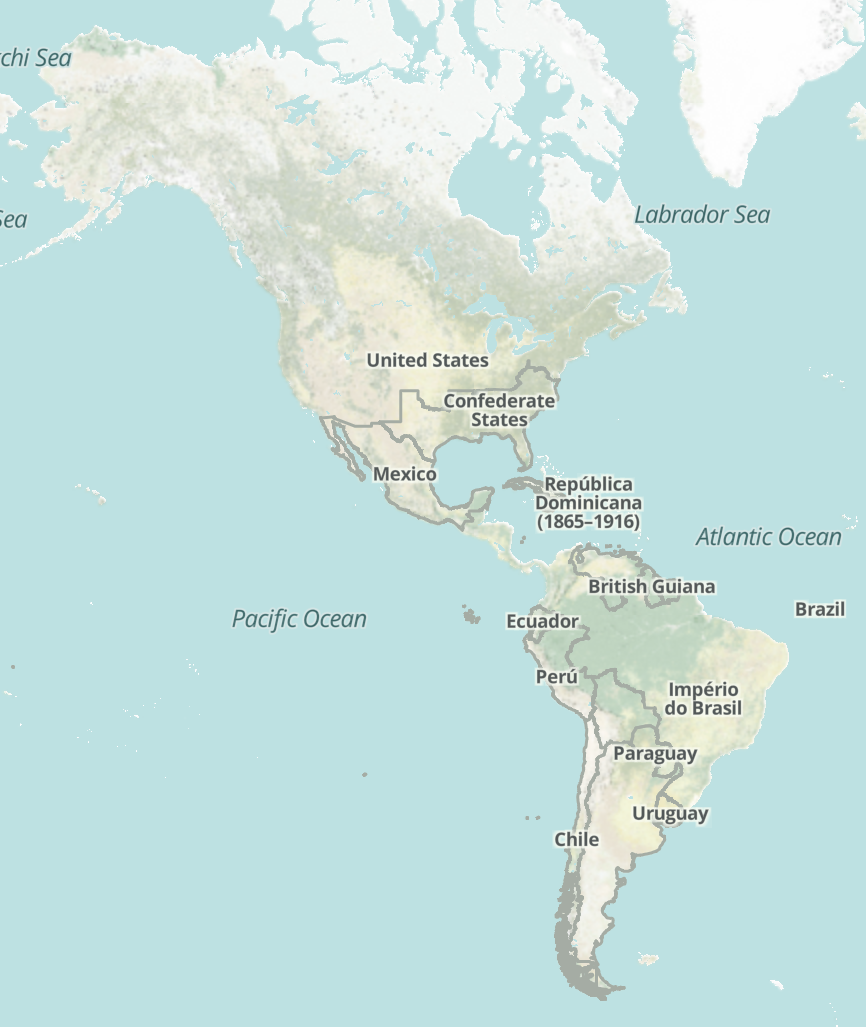 chi Sea
Labrador Sea
Sea
United States
Confederate
States
Mexico
República
Dominicana
(1865–1916)
Atlantic Ocean
British Guiana
Brazil
Pacific Ocean
Ecuador
Perú
Império
do Brasil
Paraguay
Uruguay
Chile